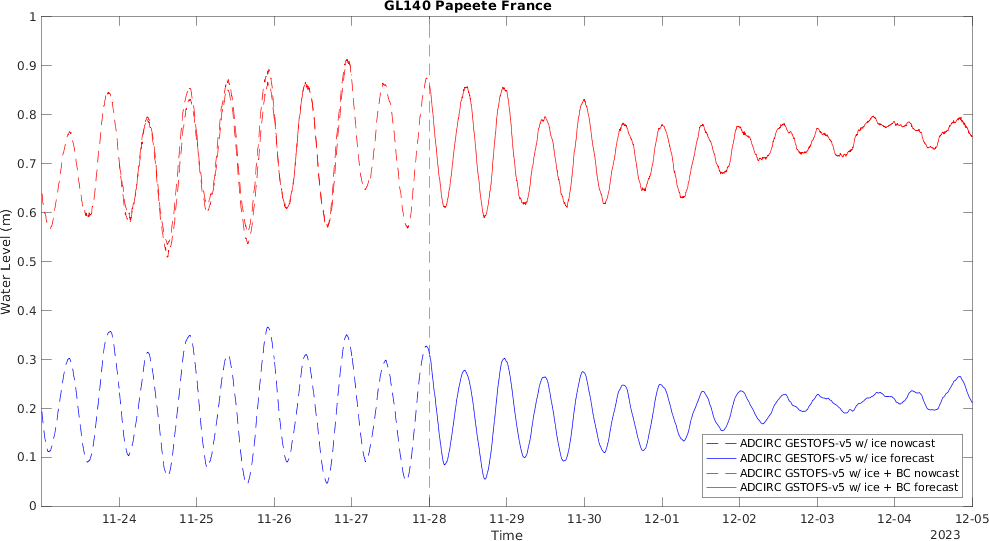 GL140 Papeete France
1
0.9
0.8
0.7
0.6
0.5
0.4
0.3
0.2
0.1
0
Water Level (m)
ADCIRC GESTOFS-v5 w/ ice nowcast
ADCIRC GESTOFS-v5 w/ ice forecast
ADCIRC GSTOFS-v5 w/ ice + BC nowcast
ADCIRC GSTOFS-v5 w/ ice + BC forecast
11-24 11-25 11-26 11-27 11-28 11-29 11-30 12-01 12-02 12-03 12-04 12-05
Time
2023